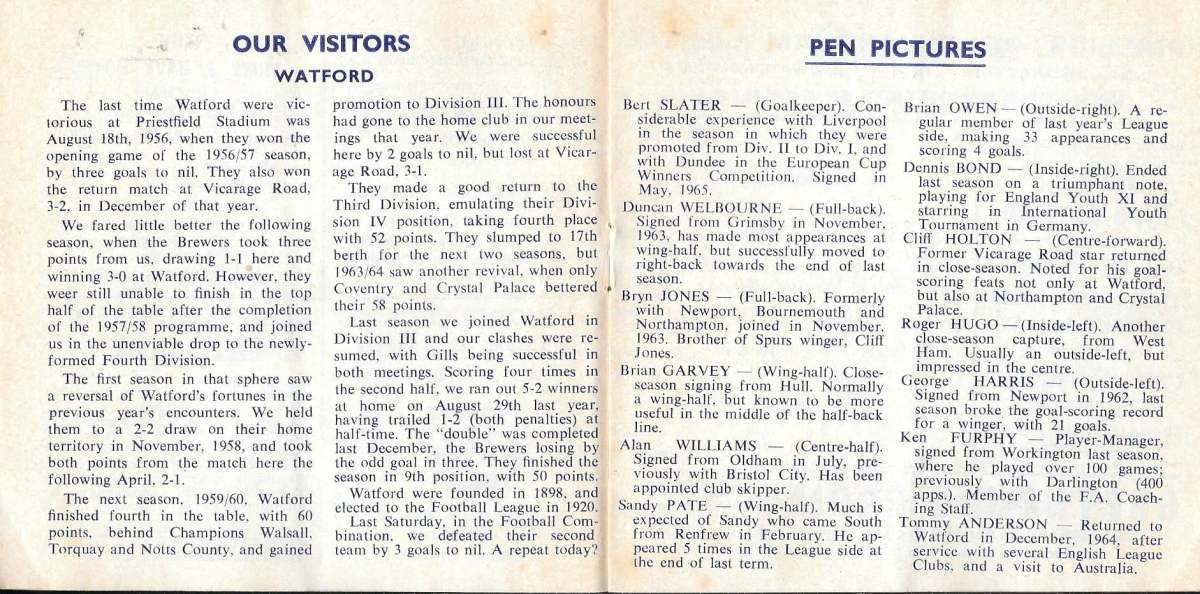 OUR VISITORS
WATFORD
The last time Watford were vic-
torious at Priestfield Stadium was
August 18th, 1956, when they won the
opening game of the 1956/57 season,
by three goals to nil. They also won
the return match at Vicarage Road,
3-2, in December of that year.
We fared little better the following
season, when the Brewers took three
points from us, drawing 1-1 here and
winning 3-0 at Watford. However, they
weer still unable to finish in the top
half of the table after the completion
of the 1957/58 programme, and joined
us in the unenviable drop to the newly-
formed Fourth Division.
The first season in that sphere saw
a reversal of Watford's fortunes in the
previous year's encounters. We held
them to a 2-2 draw on their home
territory in November, 1958, and took
both points from the match here the
following April, 2-1.
The next season. 1959/60, Watford
finished fourth in the table, with 60
points, behind Champions Walsall,
Torquay and Notts County, and gained
promotion to Division III. The honours
had gone to the home club in our meet-
ings that year. We were successful
here by 2 goals to nil, but lost at Vicar-
age Road, 3-1.
They made a good return to the
Third Division, emulating their Divi-
sion IV position, taking fourth place
with 52 points. They slumped to 17th
berth for the next two seasons, but
1963/64 saw another revival, when only
Coventry and Crystal Palace bettered
their 58 points.
Last season we joined Watford in
Division III and our clashes were re-
sumed, with Gills being successful in
both meetings. Scoring four times in
the second half, we ran out 5-2 winners
at home on August 29th last year,
having trailed 1-2 (both penalties) at
half-time. The "double" was completed
last December, the Brewers losing by
the odd goal in three. They finished the
season in 9th position, with 50 points.
Watford were founded in 1898, and
elected to the Football League in 1920.
Last Saturday, in the Football Com-
bination, we defeated their second
team by 3 goals to nil. A repeat today?
PEN PICTURES
Bert SLATER — (Goalkeeper). Con-
siderable experience with Liverpool
in the season in which they were
promoted from Div. II to Div. I, and
with Dundee in the European Cup
Winners Competition. Signed in
May, 1965.
Duncan WELBOURNE — (Full-back).
Signed from Grimsby in November,
1963, has made most appearances at
wing-half, but successfully moved to
right-back towards the end of last
season.
Bryn JONES — (Full-back). Formerly
with Newport, Bournemouth and
Northampton, joined in November,
1963. Brother of Spurs winger, Cliff
Jones.
Brian GARVEY — (Wing-half). Close-
season signing from Hull. Normally
a wing-half, but known to be more
useful in the middle of the half-back
line.
Alan WILLIAMS — (Centre-half).
Signed from Oldham in July, pre-
viously with Bristol City. Has been
appointed club skipper.
Sandy PATE — (Wing-half). Much is
expected of Sandy who came South
from Renfrew in February. He ap-
peared 5 times in the League side at
the end of last term.
Brian OWEN — (Outside-right). A re-
gular member of last year's League
side, making 33 appearances and
scoring 4 goals.
Dennis BOND — (Inside-right). Ended
last season on a triumphant note,
playing for England Youth XI and
starring in International Youth
Tournament in Germany.
Cliff HOLTON — (Centre-forward).
Former Vicarage Road star returned
in close-season. Noted for his goal-
scoring feats not only at Watford,
but also at Northampton and Crystal
Palace.
Roger HUGO — (Inside-left). Another
close-season capture, from West
Ham. Usually an outside-left, but
impressed in the centre.
George HARRIS — (Outside-left).
Signed from Newport in 1962, last
season broke the goal-scoring record
for a winger, with 21 goals.
Ken FURPHY — Player-Manager,
signed from Workington last season,
where he played over 100 games;
previously with Darlington (400
apps.). Member of the F.A. Coach-
ing Staff.
Tommy ANDERSON — Returned to
Watford in December, 1964, after
service with several English League
Clubs, and a visit to Australia.